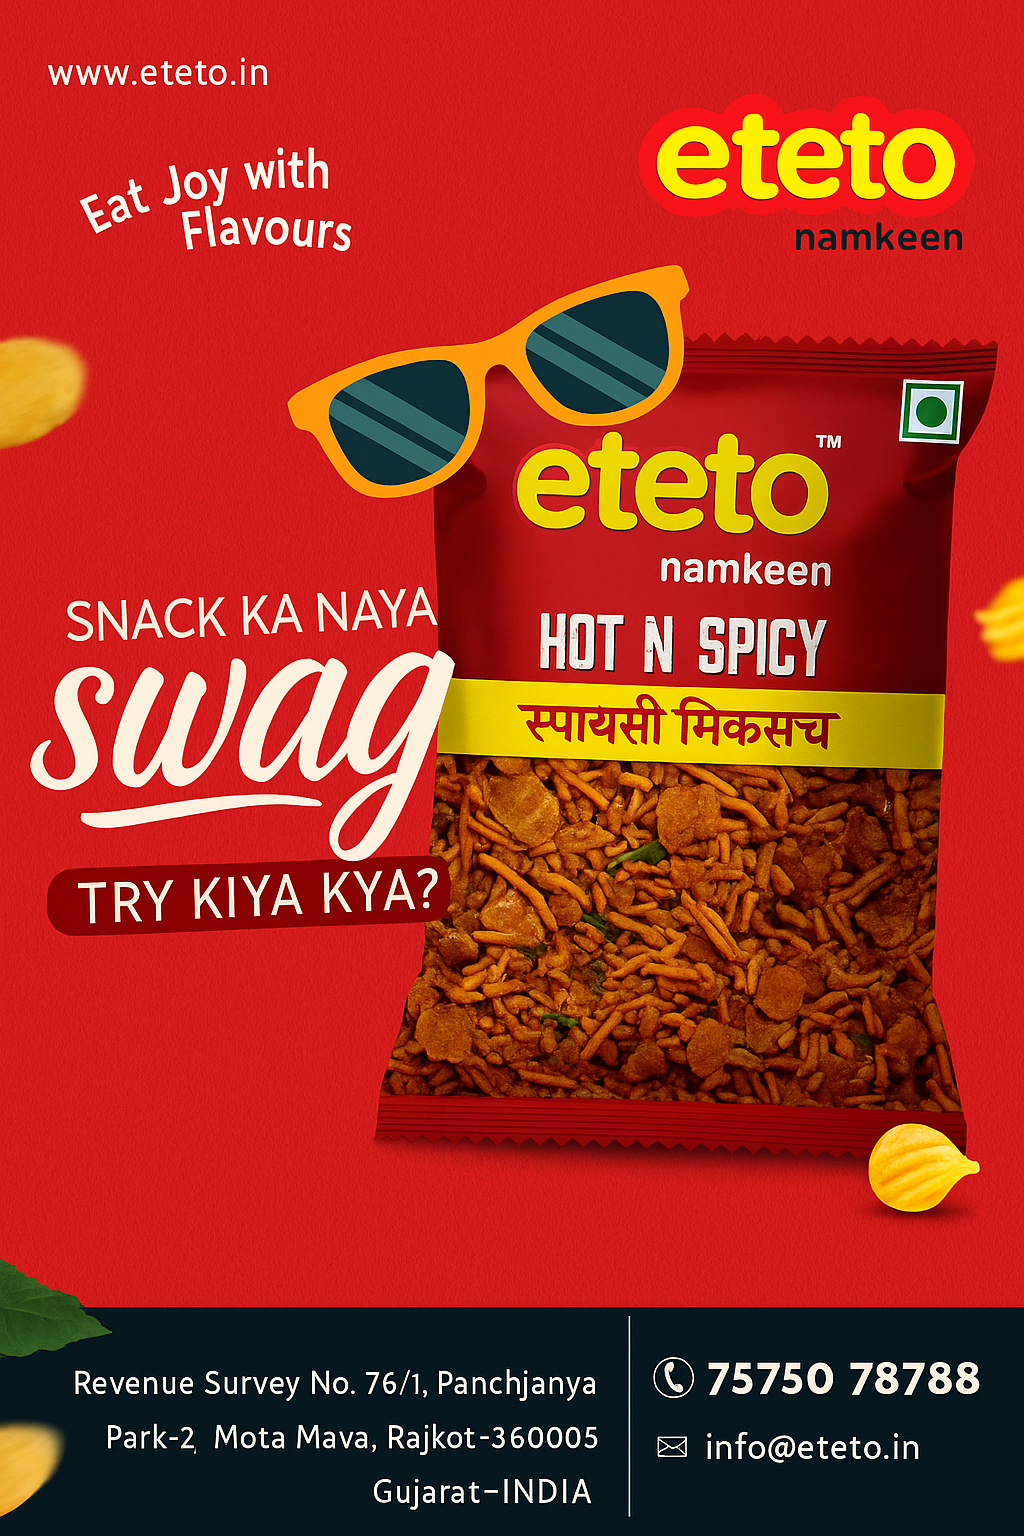 www.eteto.in
Eat Joy with
Flavours
eteto
namkeen
eteto™
namkeen
HOT N SPICY
स्पायसी मिकसच
SNACK KA NAYA
swag
TRY KIYA KYA?
Revenue Survey No. 76/1, Panchjanya
Park-2, Mota Mava, Rajkot-360005
Gujarat-INDIA
75750 78788
info@eteto.in